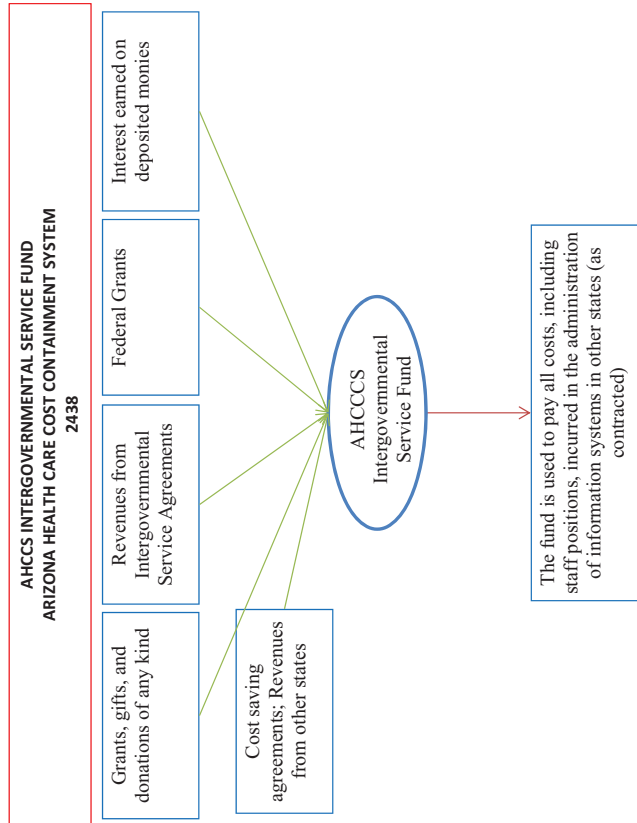 AHCCS INTERGOVERNMENTAL SERVICE FUND
ARIZONA HEALTH CARE COST CONTAINMENT SYSTEM
2438
Grants, gifts, and
donations of any kind
Revenues from
Intergovernmental
Service Agreements
Federal Grants
Interest earned on
deposited monies
Cost saving
agreements; Revenues
from other states
AHCCCS
Intergovernmental
Service Fund
The fund is used to pay all costs, including
staff positions, incurred in the administration
of information systems in other states (as
contracted)